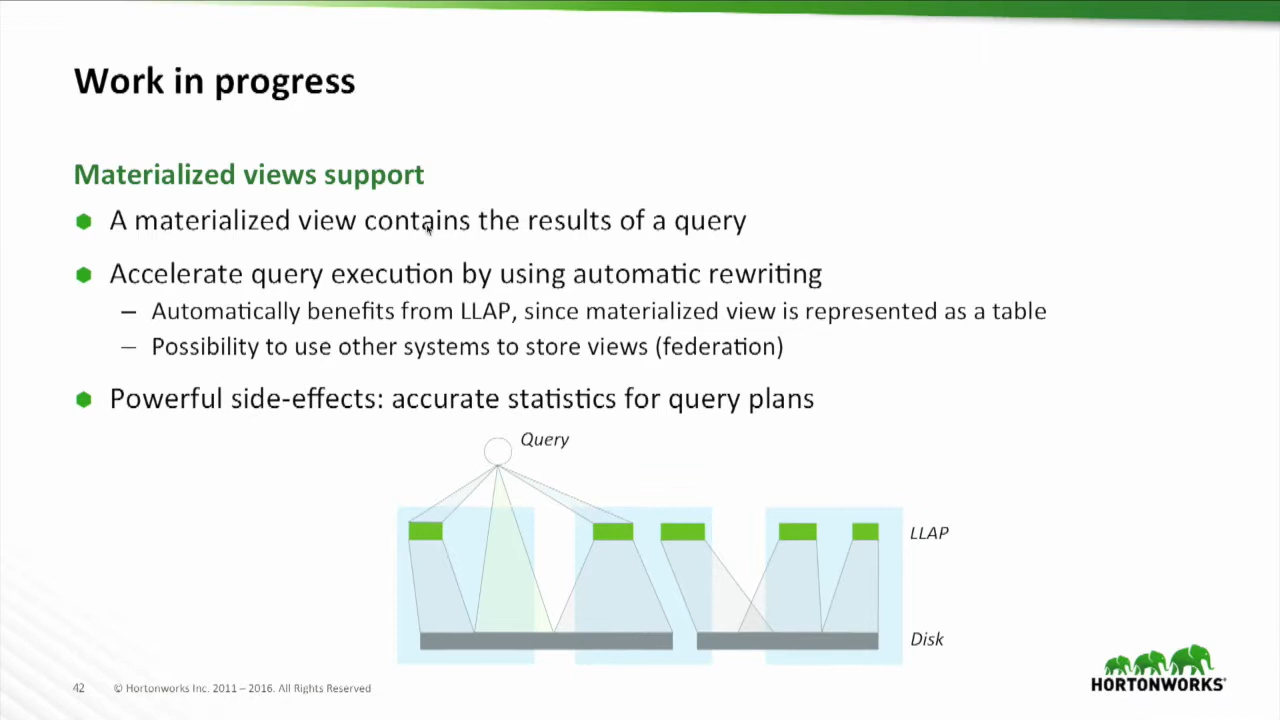 Work in progress
Materialized views support
A materialized view contains the results of a query
Accelerate query execution by using automatic rewriting
– Automatically benefits from LLAP, since materialized view is represented as a table
– Possibility to use other systems to store views (federation)
Powerful side-effects: accurate statistics for query plans
Query
LLAP
Disk
42 © Hortonworks Inc. 2011 – 2016. All Rights Reserved
HORTONWORKS®